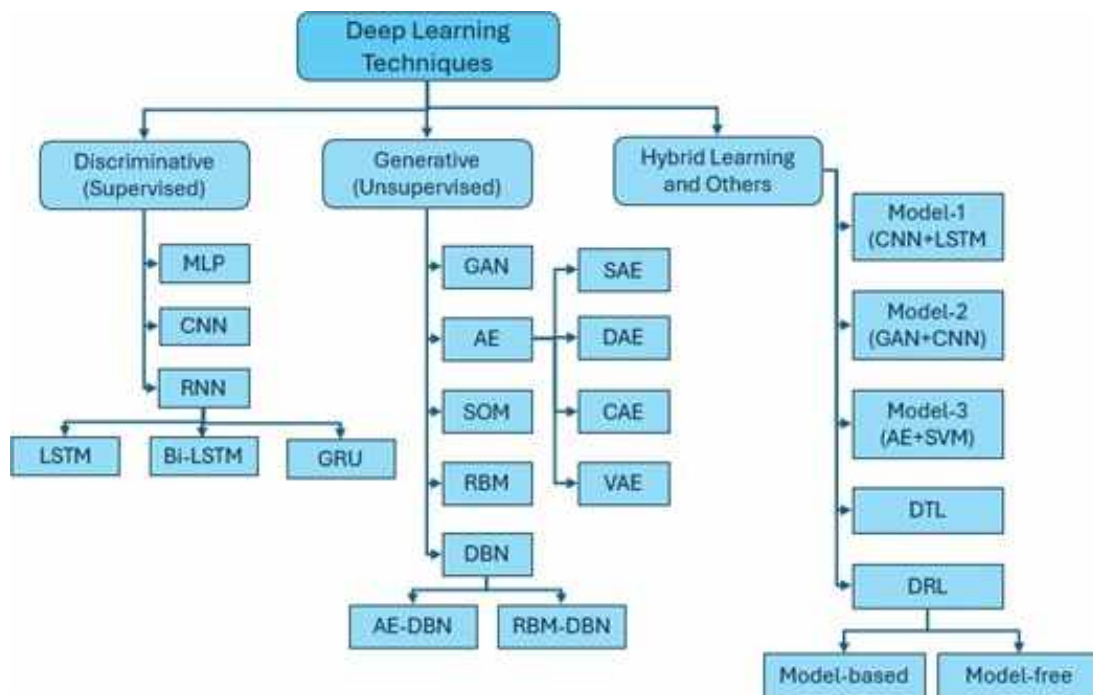 Deep Learning
Techniques
Discriminative
(Supervised)
Generative
(Unsupervised)
Hybrid Learning
and Others
MLP
CNN
RNN
LSTM
Bi-LSTM
GRU
GAN
AE
SOM
RBM
DBN
AE-DBN
RBM-DBN
SAE
DAE
CAE
VAE
Model-1
(CNN+LSTM
Model-2
(GAN+CNN)
Model-3
(AE+SVM)
DTL
DRL
Model-based
Model-free